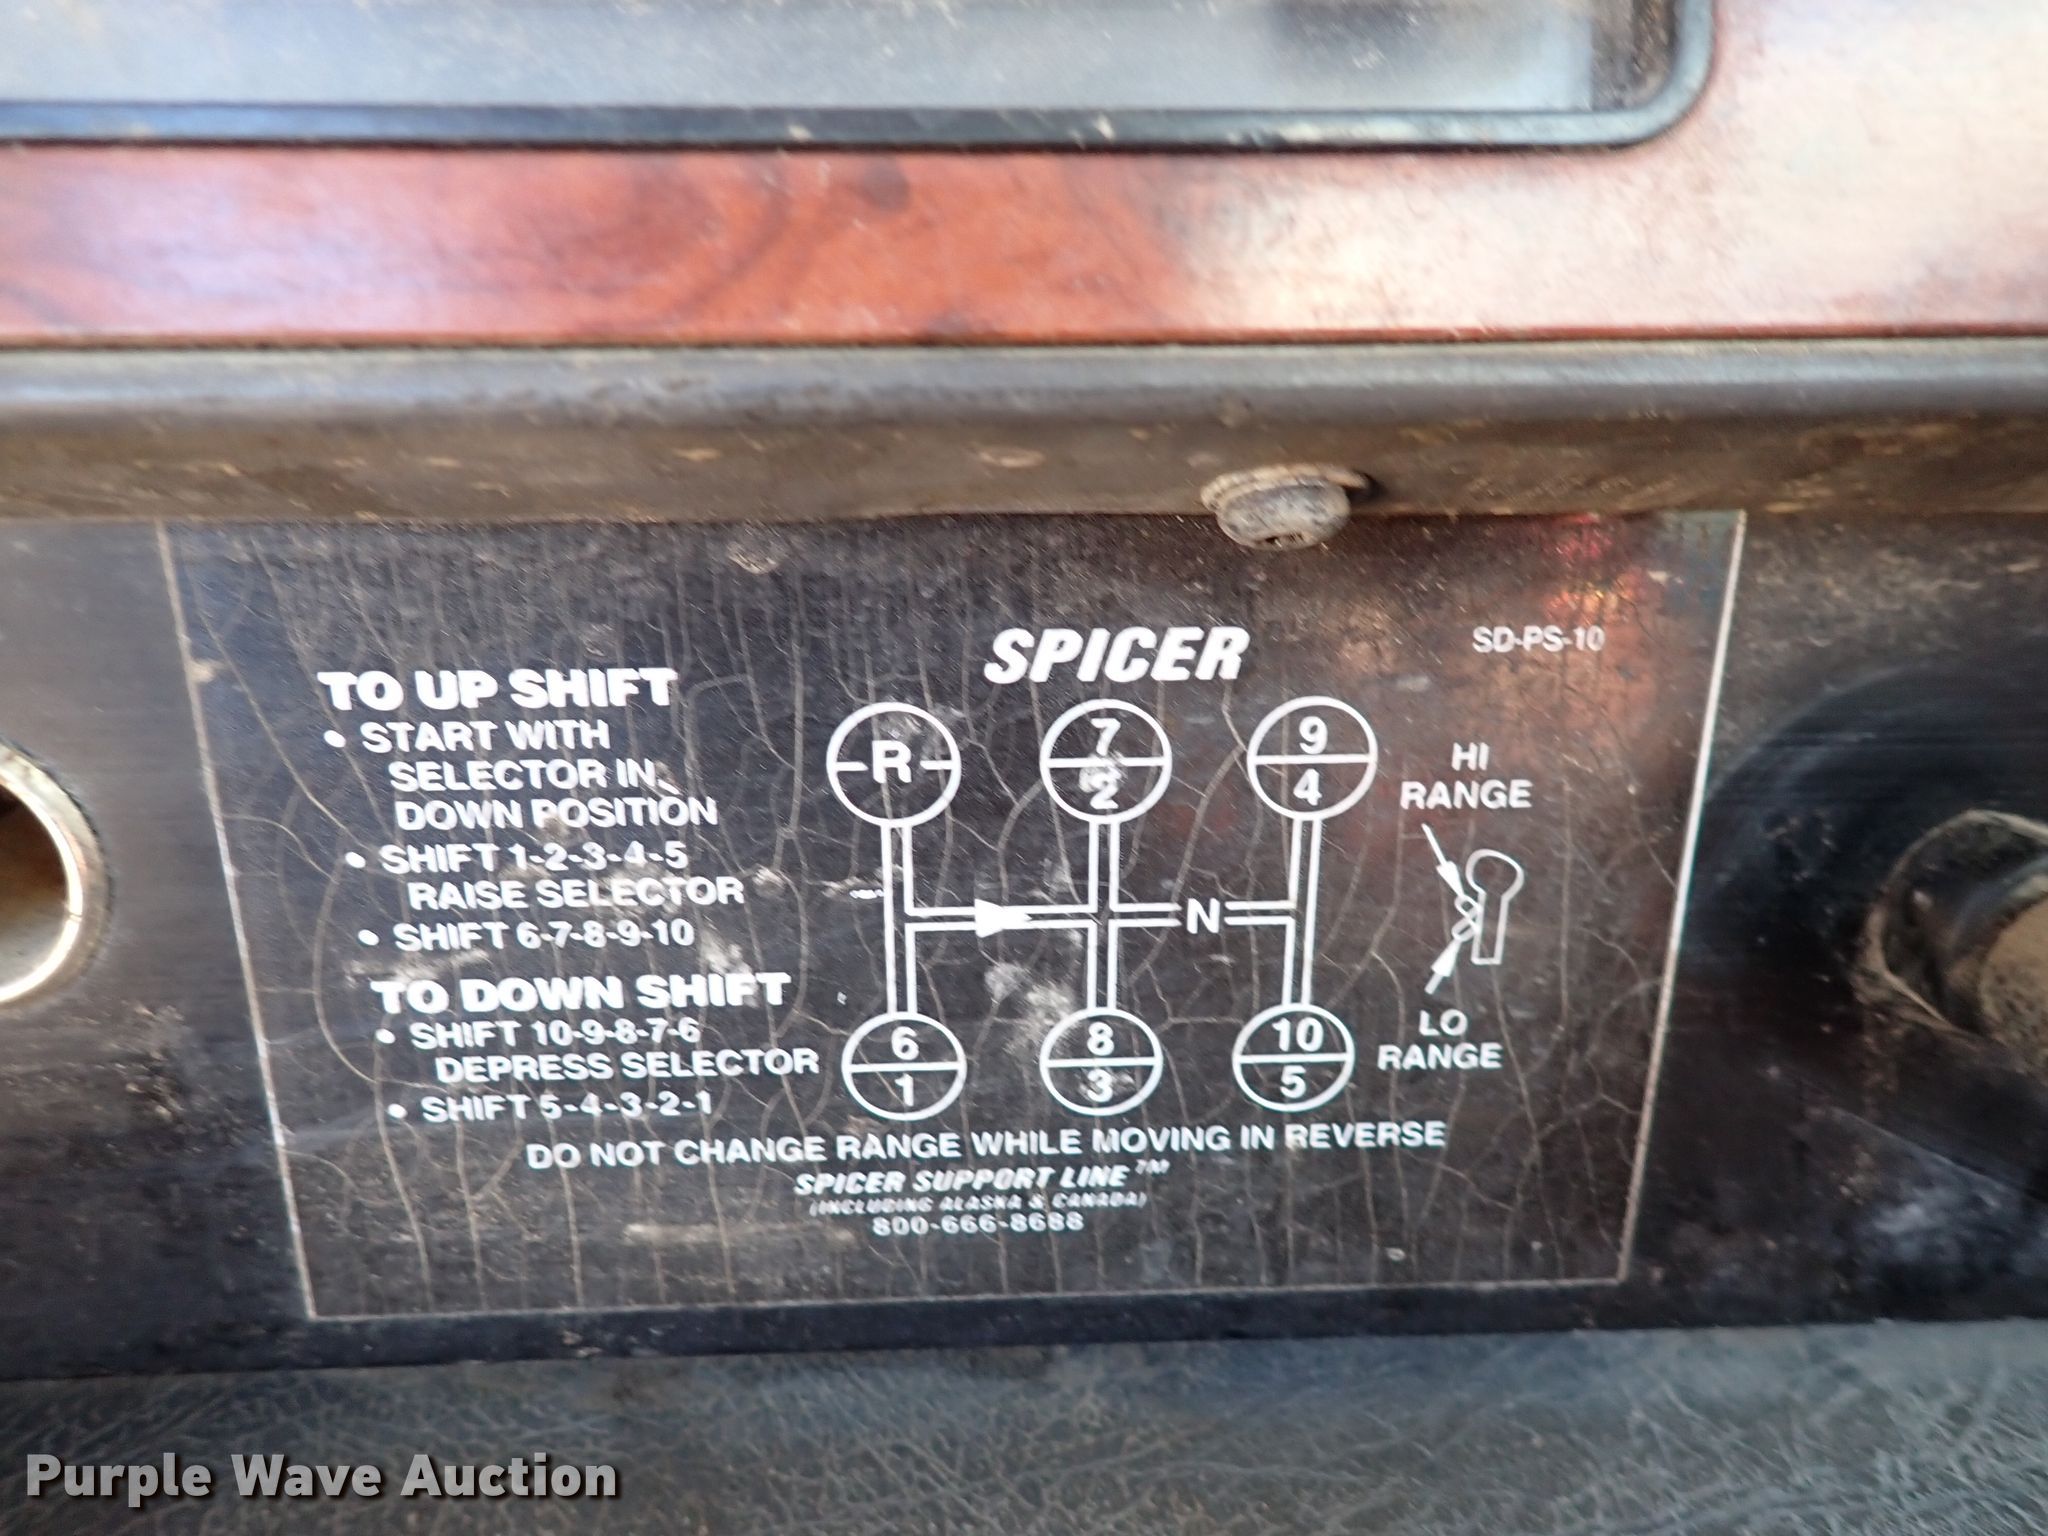 SPICER
SD-PS-10
TO UP SHIFT
• START WITH
SELECTOR IN
DOWN POSITION
• SHIFT 1-2-3-4-5
RAISE SELECTOR
• SHIFT 6-7-8-9-10
TO DOWN SHIFT
• SHIFT 10-9-8-7-6
DEPRESS SELECTOR
• SHIFT 5-4-3-2-1
R
7
2
9
4
N
6
1
8
3
10
5
HI
RANGE
LO
RANGE
DO NOT CHANGE RANGE WHILE MOVING IN REVERSE
SPICER SUPPORT LINE™
(INCLUDING ALASKA & CANADA)
800-666-8688
Purple Wave Auction